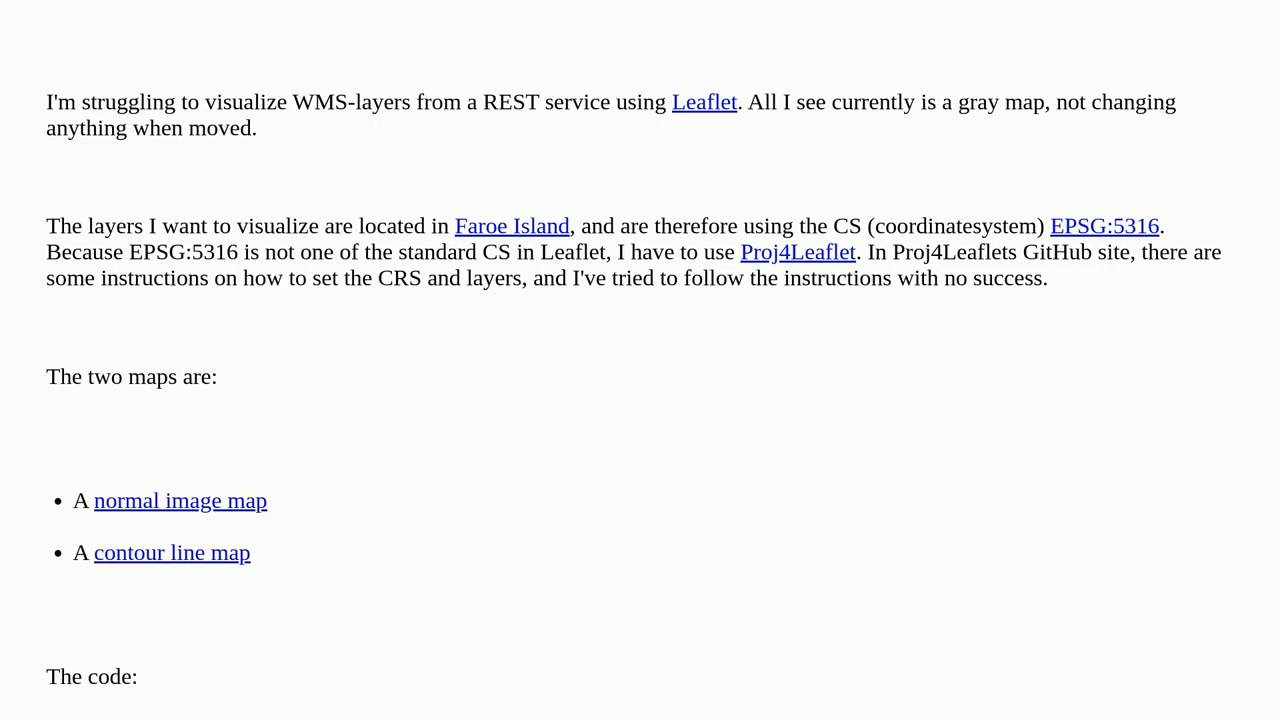 I'm struggling to visualize WMS-layers from a REST service using Leaflet. All I see currently is a gray map, not changing
anything when moved.
The layers I want to visualize are located in Faroe Island, and are therefore using the CS (coordinatesystem) EPSG:5316.
Because EPSG:5316 is not one of the standard CS in Leaflet, I have to use Proj4Leaflet. In Proj4Leaflets GitHub site, there are
some instructions on how to set the CRS and layers, and I've tried to follow the instructions with no success.
The two maps are:
• A normal image map
• A contour line map
The code: